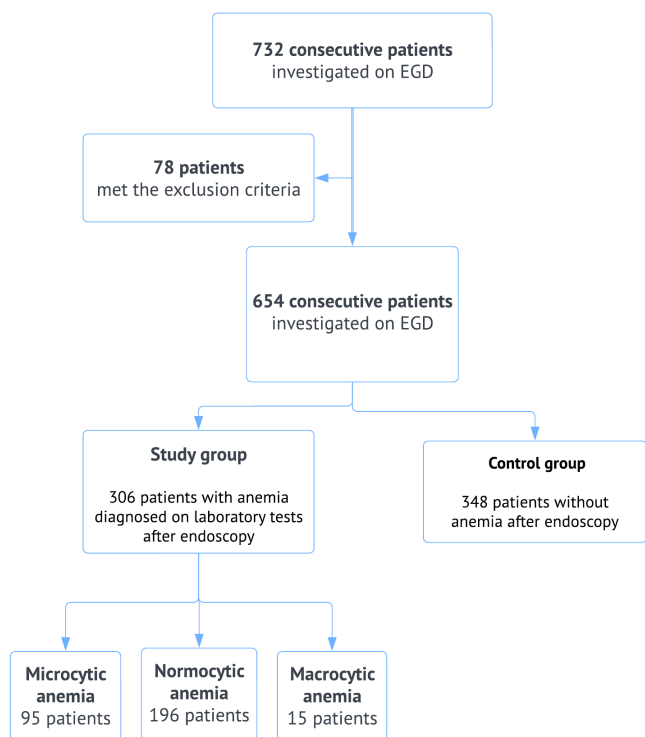 732 consecutive patients
investigated on EGD
78 patients
met the exclusion criteria
654 consecutive patients
investigated on EGD
Study group
306 patients with anemia
diagnosed on laboratory tests
after endoscopy
Control group
348 patients without
anemia after endoscopy
Microcytic
anemia
95 patients
Normocytic
anemia
196 patients
Macrocytic
anemia
15 patients